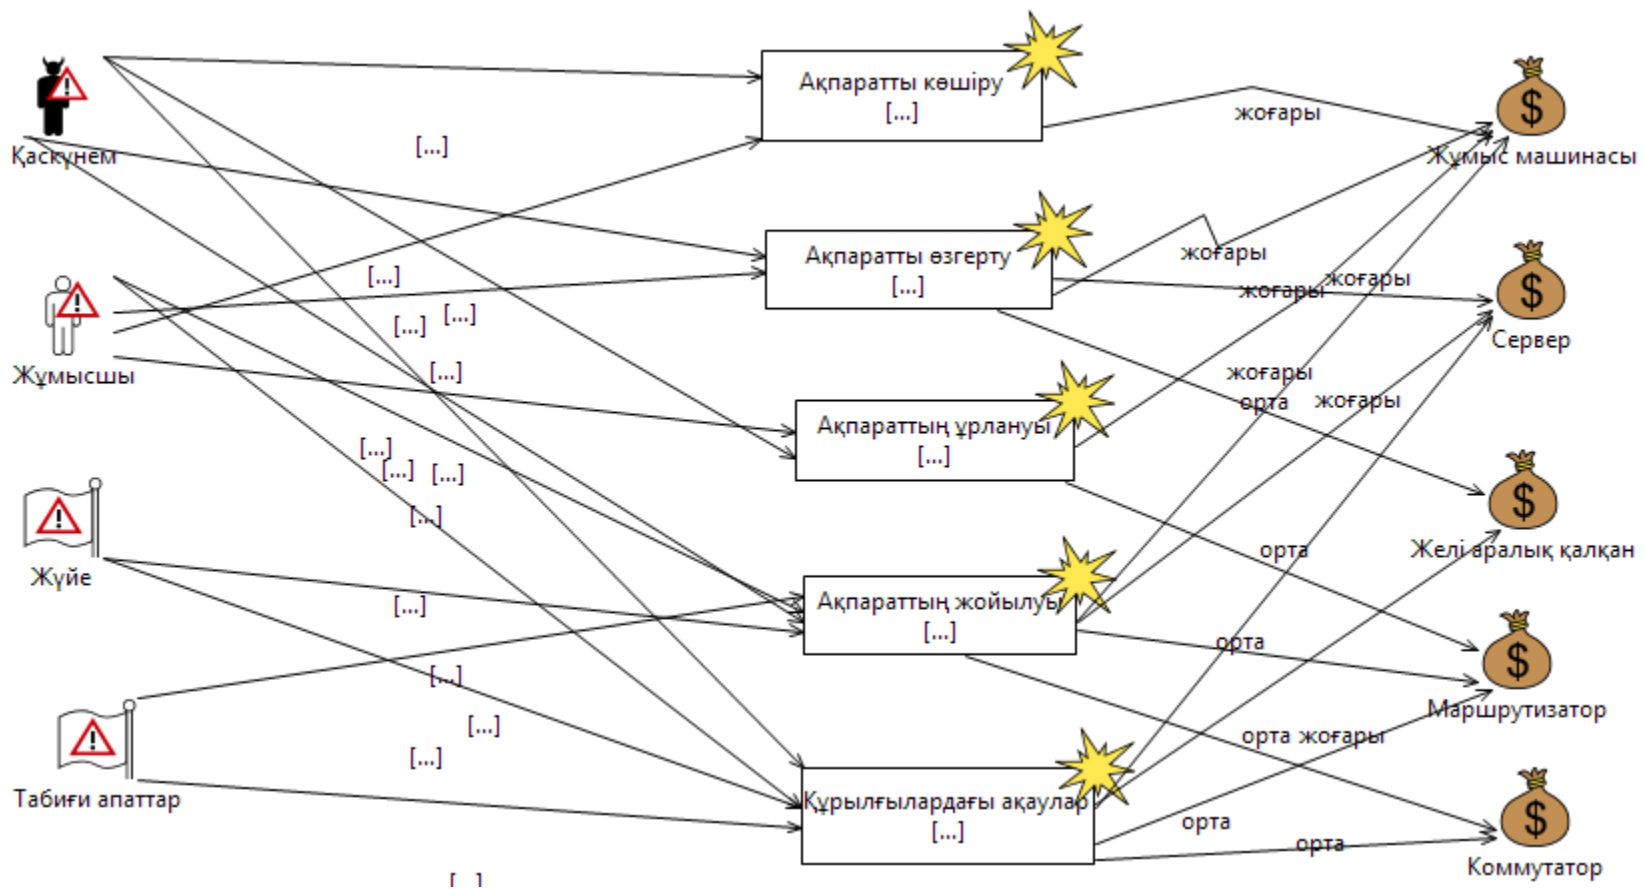 Ақпаратты көшіру
[...]
жоғары
Қаскүнем
[...]
Жұмыс машинасы
Ақпаратты өзгерту
[...]
жоғары
[...]
жоғары
жоғары
[...]
[...]
Сервер
Жұмысшы
[...]
жоғары
орта
жоғары
Ақпараттың ұрлануы
[...]
[...]
[...]
[...]
[...]
Жүйе
орта
Желі аралық қалқан
Ақпараттың жойылуы
[...]
[...]
орта
[...]
Маршрутизатор
[...]
орта
жоғары
[...]
Табиғи апаттар
Құрылғылардағы ақаулар
[...]
орта
орта
Коммутатор
[...]